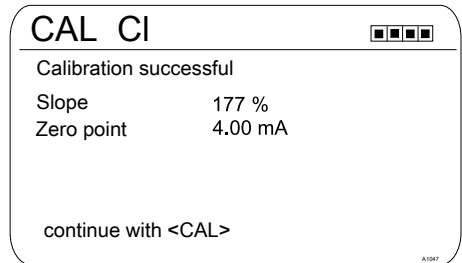 CAL Cl
Calibration successful
Slope 177 %
Zero point 4.00 mA
continue with <CAL>
A1047